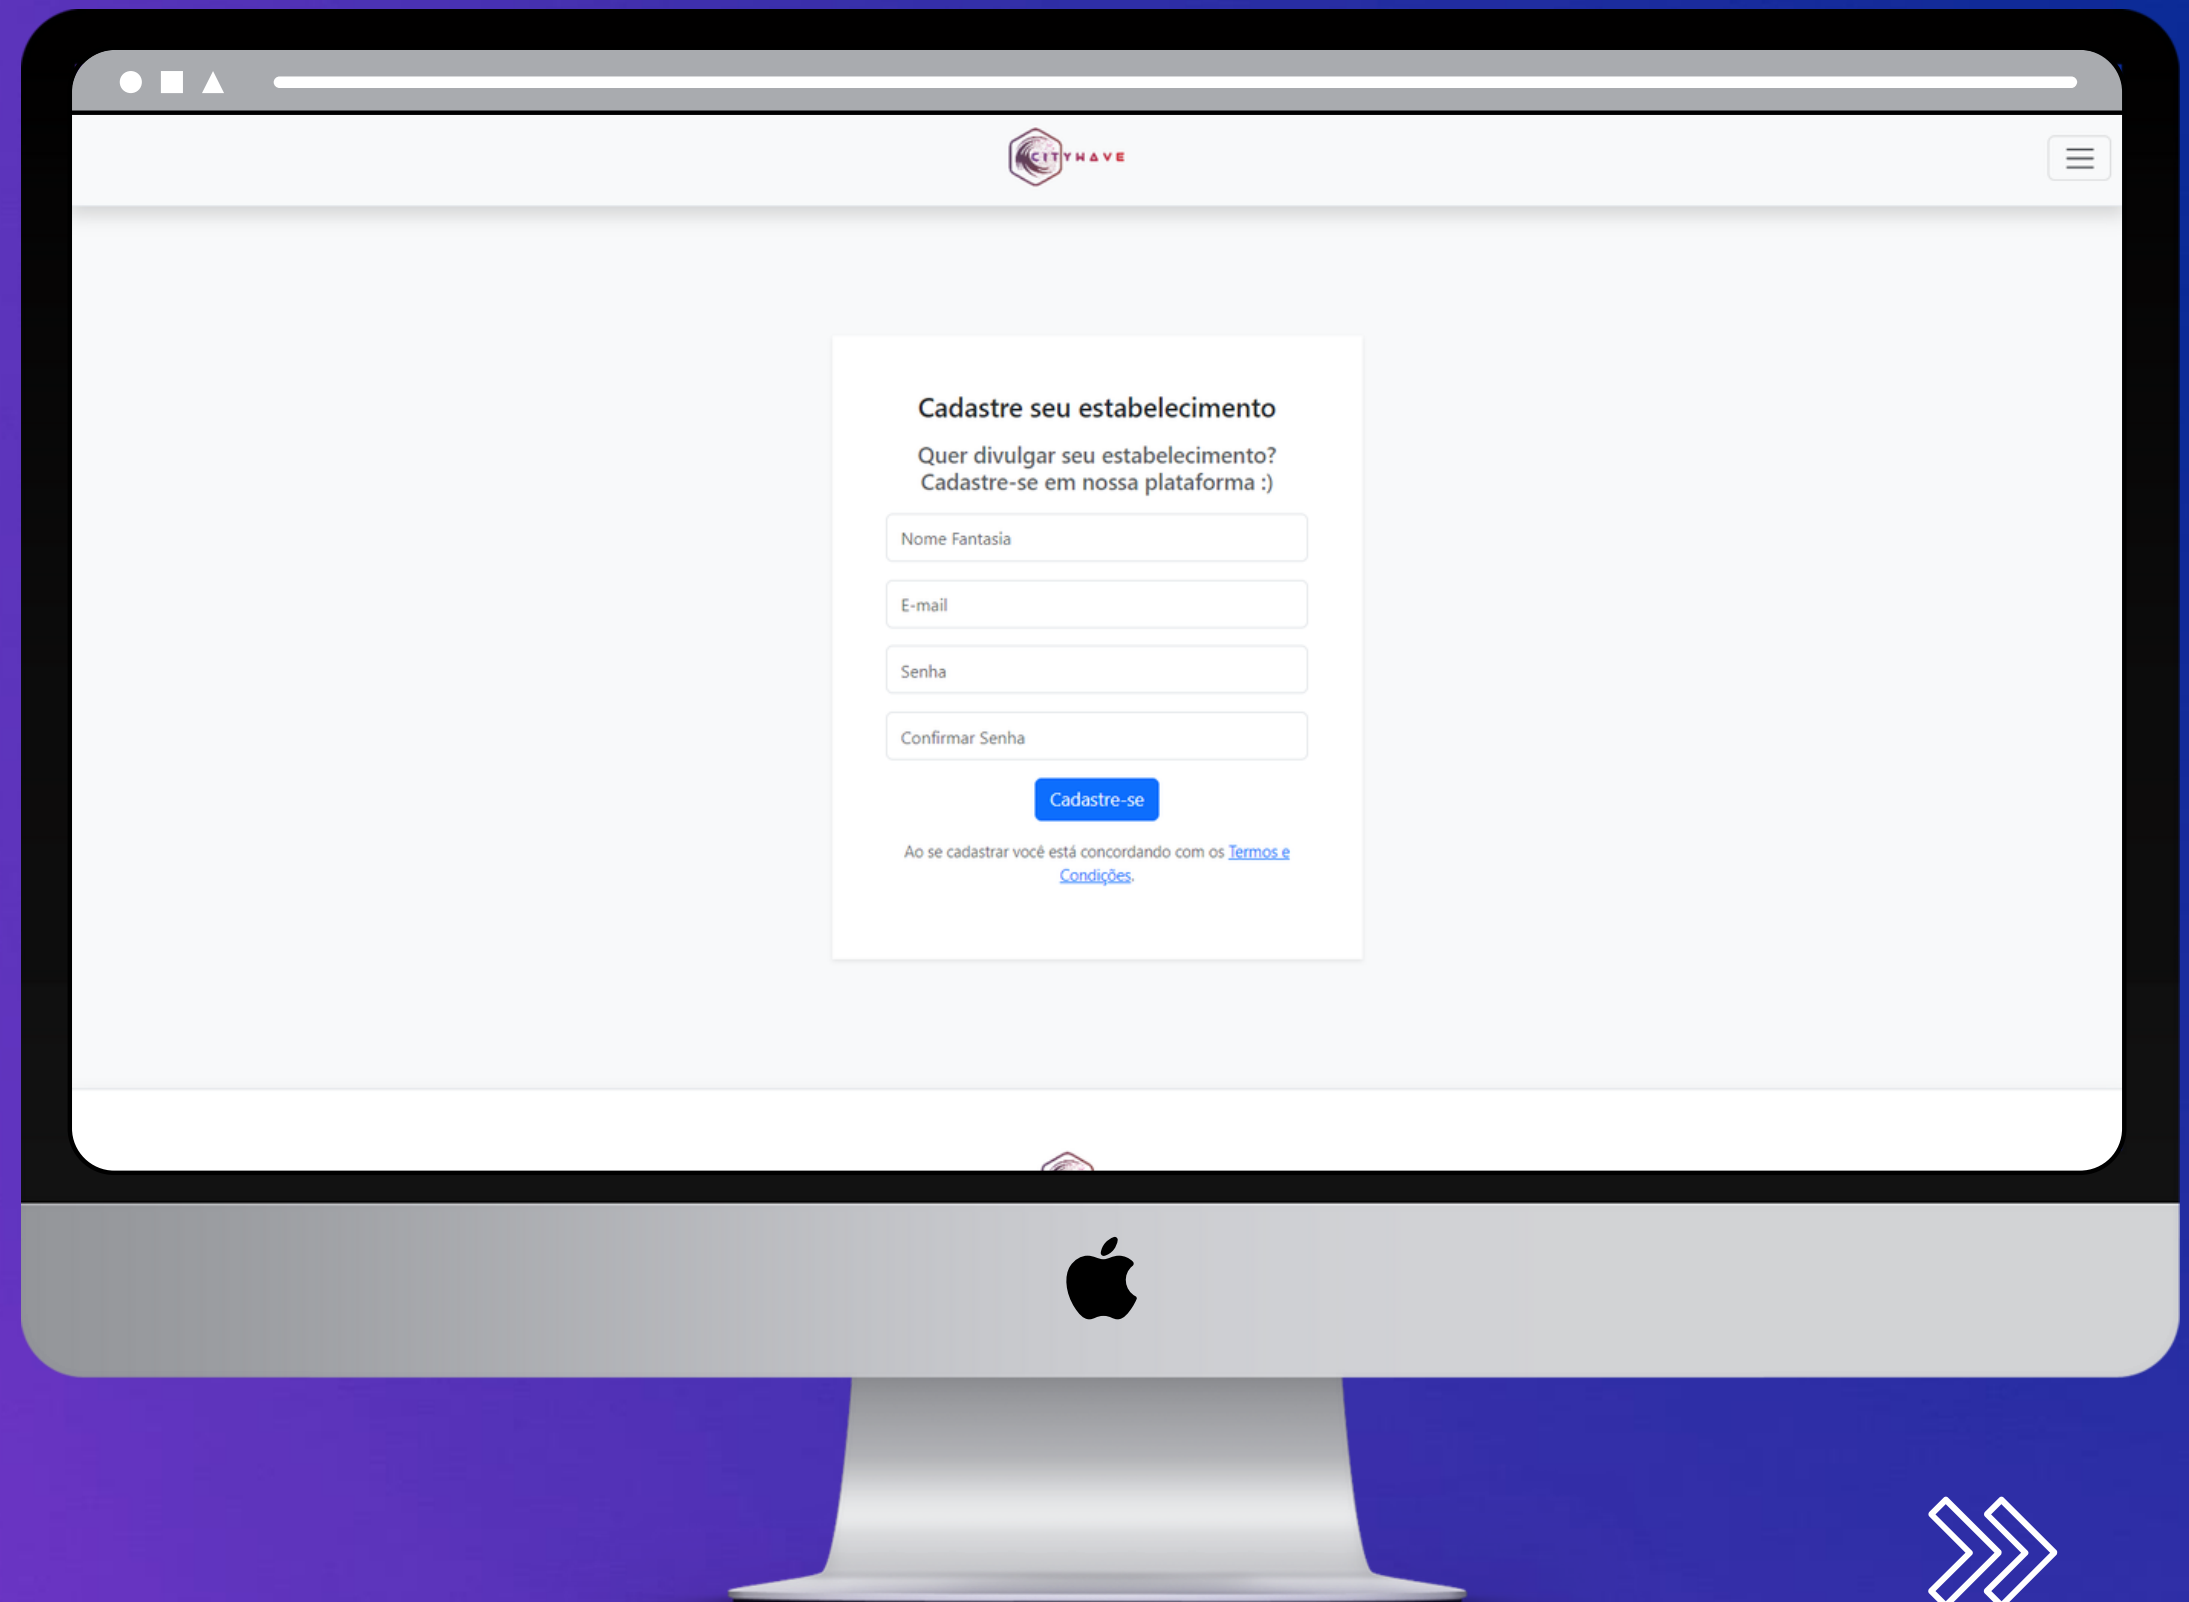 CITYWAVE
Cadastre seu estabelecimento
Quer divulgar seu estabelecimento?
Cadastre-se em nossa plataforma :)
Nome Fantasia
E-mail
Senha
Confirmar Senha
Cadastre-se
Ao se cadastrar você está concordando com os Termos e
Condições.